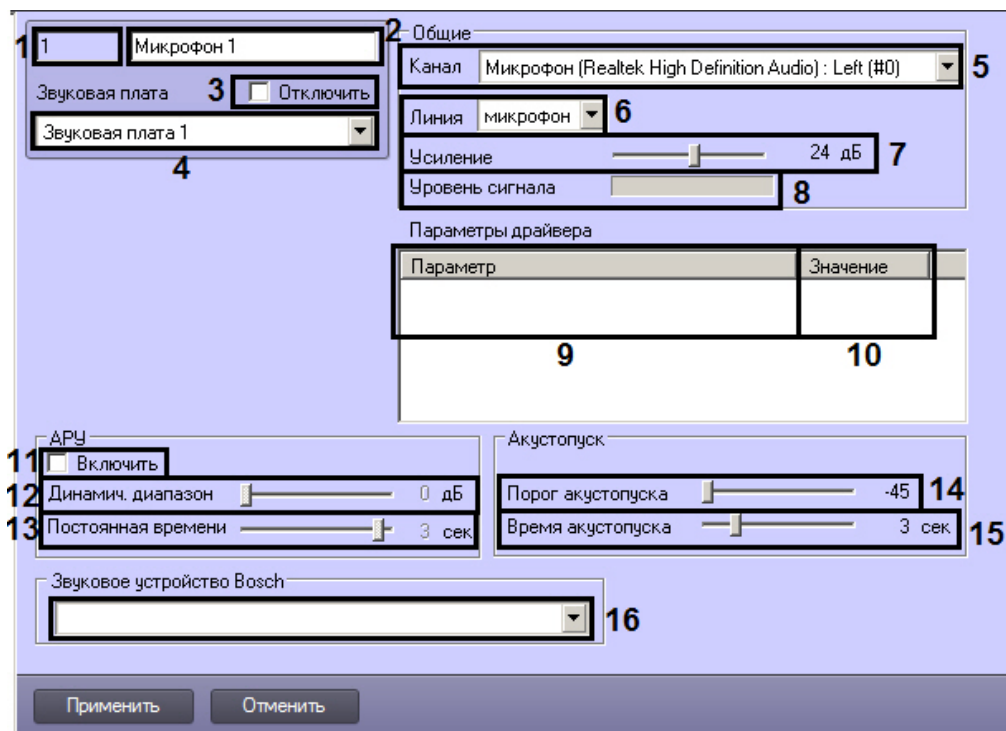 1 1 Микрофон 1 2
Звуковая плата 3 Отключить
Звуковая плата 1
4
Общие
Канал Микрофон (Realtek High Definition Audio) : Left (#0) 5
Линия микрофон 6
Усиление 24 дБ 7
Уровень сигнала 8
Параметры драйвера
Параметр Значение
9 10
АРУ
11 Включить
12 Динамич. диапазон 0 дБ
13 Постоянная времени 3 сек
Акустопуск
Порог акустопуска -45 14
Время акустопуска 3 сек 15
Звуковое устройство Bosch
16
Применить Отменить